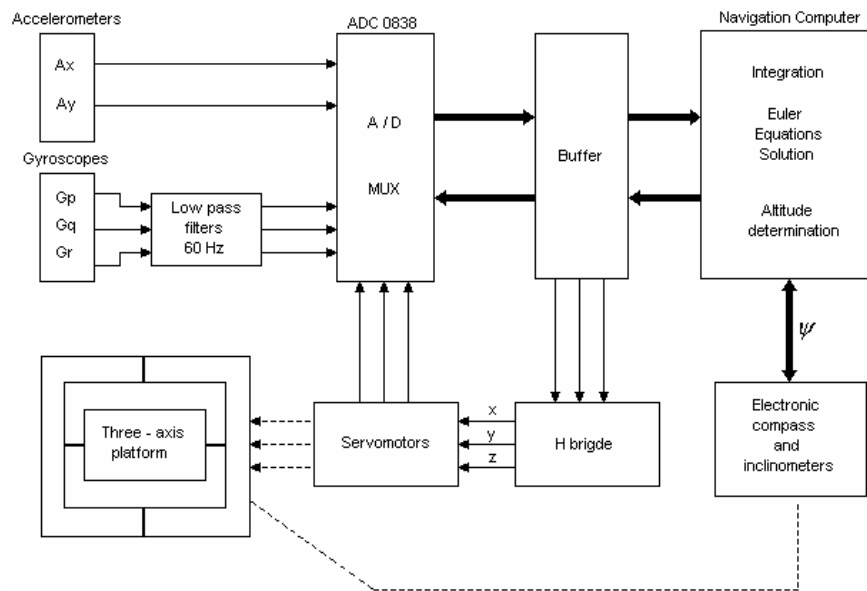 Accelerometers
Ax
Ay
Gyroscopes
Gp
Gq
Gr
Low pass
filters
60 Hz
ADC 0838
A / D
MUX
Buffer
Navigation Computer
Integration
Euler
Equations
Solution
Altitude
determination
ψ
Three - axis
platform
Servomotors
x
y
z
H brigde
Electronic
compass
and
inclinometers